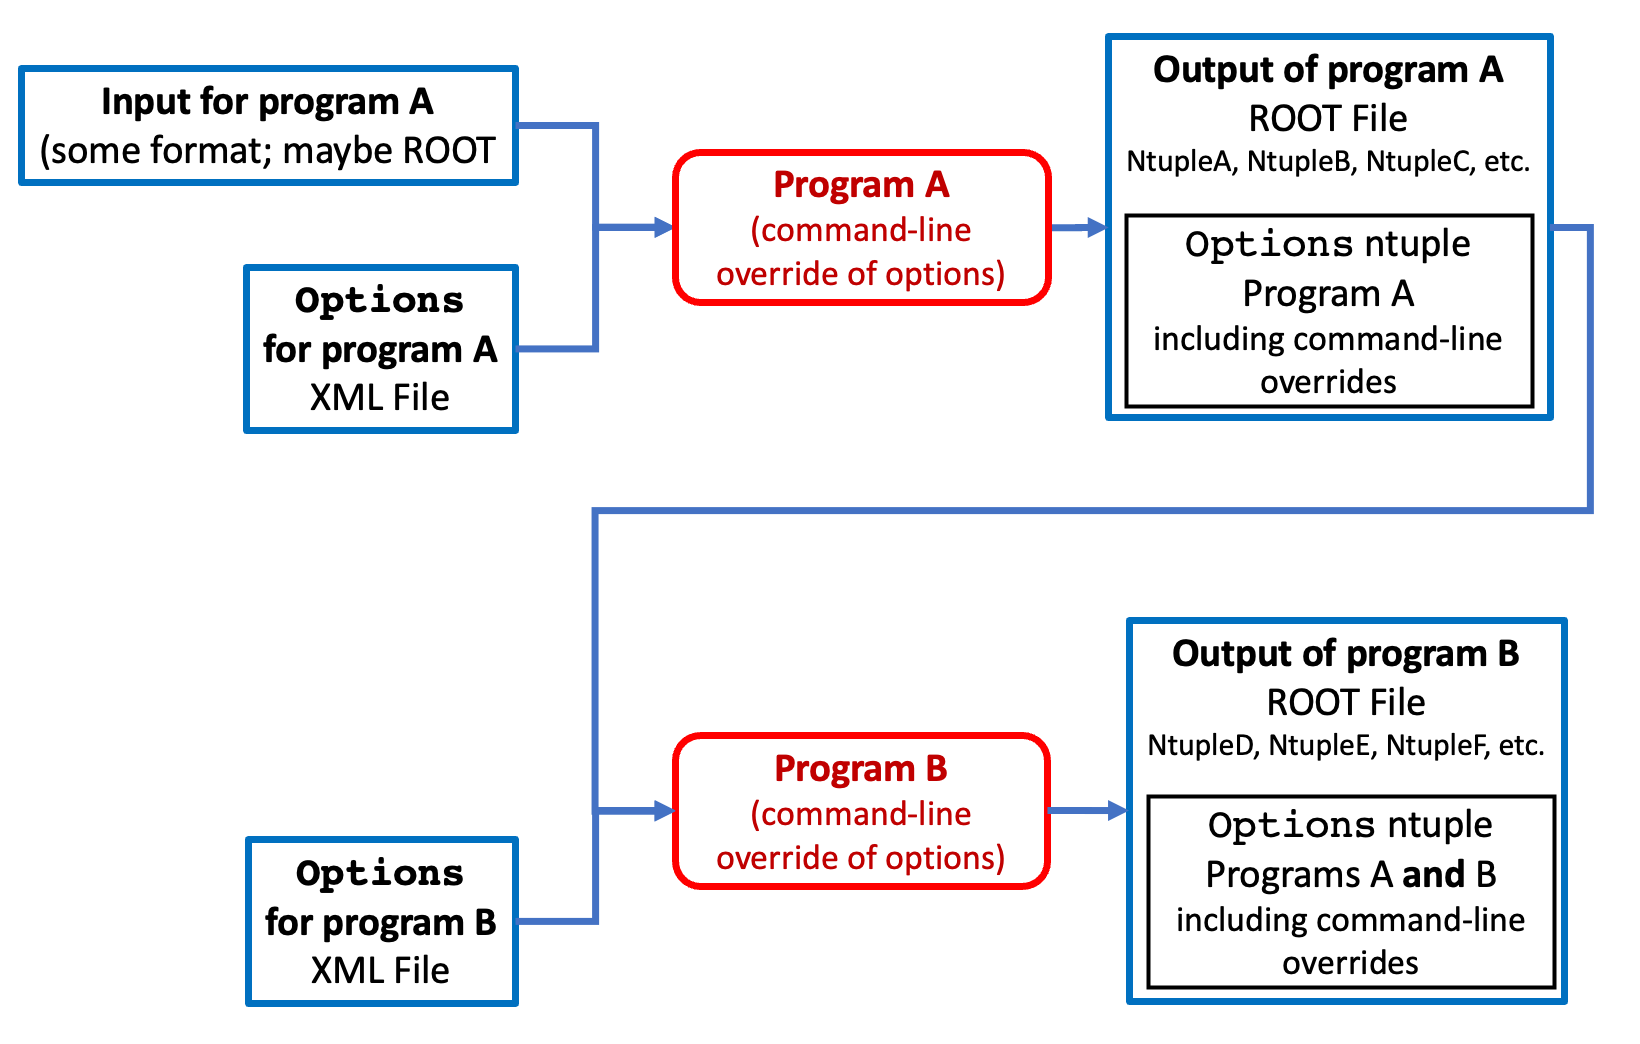 Input for program A
(some format; maybe ROOT
Options
for program A
XML File
Program A
(command-line
override of options)
Output of program A
ROOT File
NtupleA, NtupleB, NtupleC, etc.
Options ntuple
Program A
including command-line
overrides
Options
for program B
XML File
Program B
(command-line
override of options)
Output of program B
ROOT File
NtupleD, NtupleE, NtupleF, etc.
Options ntuple
Programs A and B
including command-line
overrides